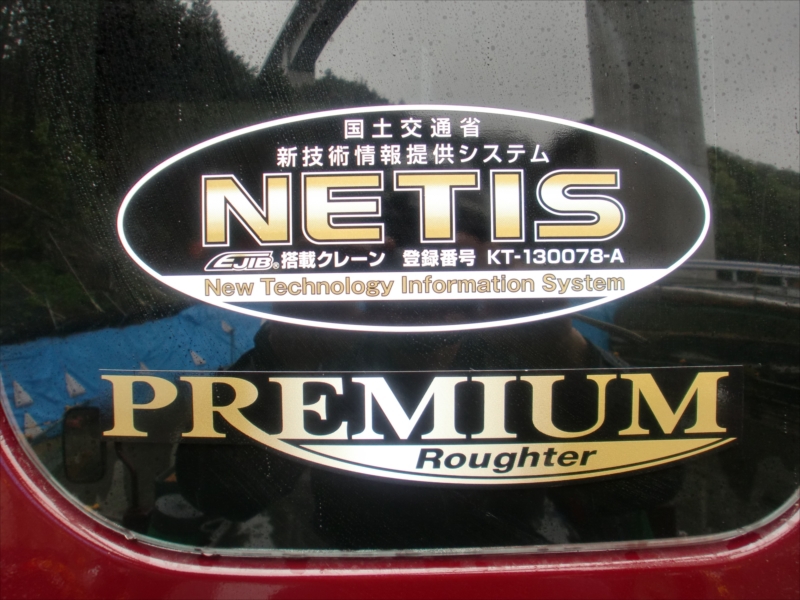 国土交通省
新技術情報提供システム
NETIS
EJIB®搭載クレーン 登録番号 KT-130078-A
New Technology Information System
PREMIUM
Roughter